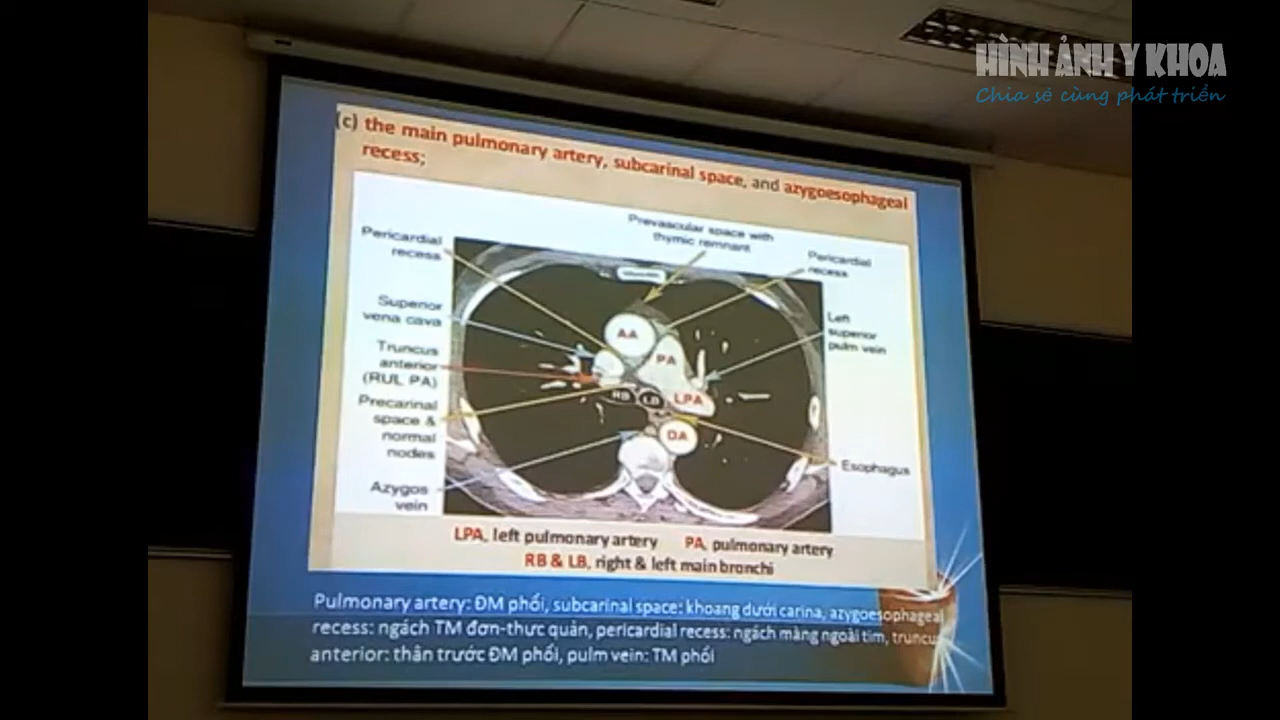 HÌNH ẢNH Y KHOA
Chia sẽ cùng phát triển
(c) the main pulmonary artery, subcarinal space, and azygoesophageal
recess;
Prevascular space with
thymic remnant
Pericardial
recess
Pericardial
recess
Superior
vena cava
Left
superior
pulm vein
Truncus
anterior
(RUL PA)
Precarinal
space &
normal
nodes
Azygos
vein
Esophagus
AA
PA
RB
LB
LPA
DA
LPA, left pulmonary artery PA, pulmonary artery
RB & LB, right & left main bronchi
Pulmonary artery: ĐM phổi, subcarinal space: khoang dưới carina, azygoesophageal
recess: ngách TM đơn-thực quản, pericardial recess: ngách màng ngoài tim, truncu
anterior: thân trước ĐM phổi, pulm vein: TM phổi